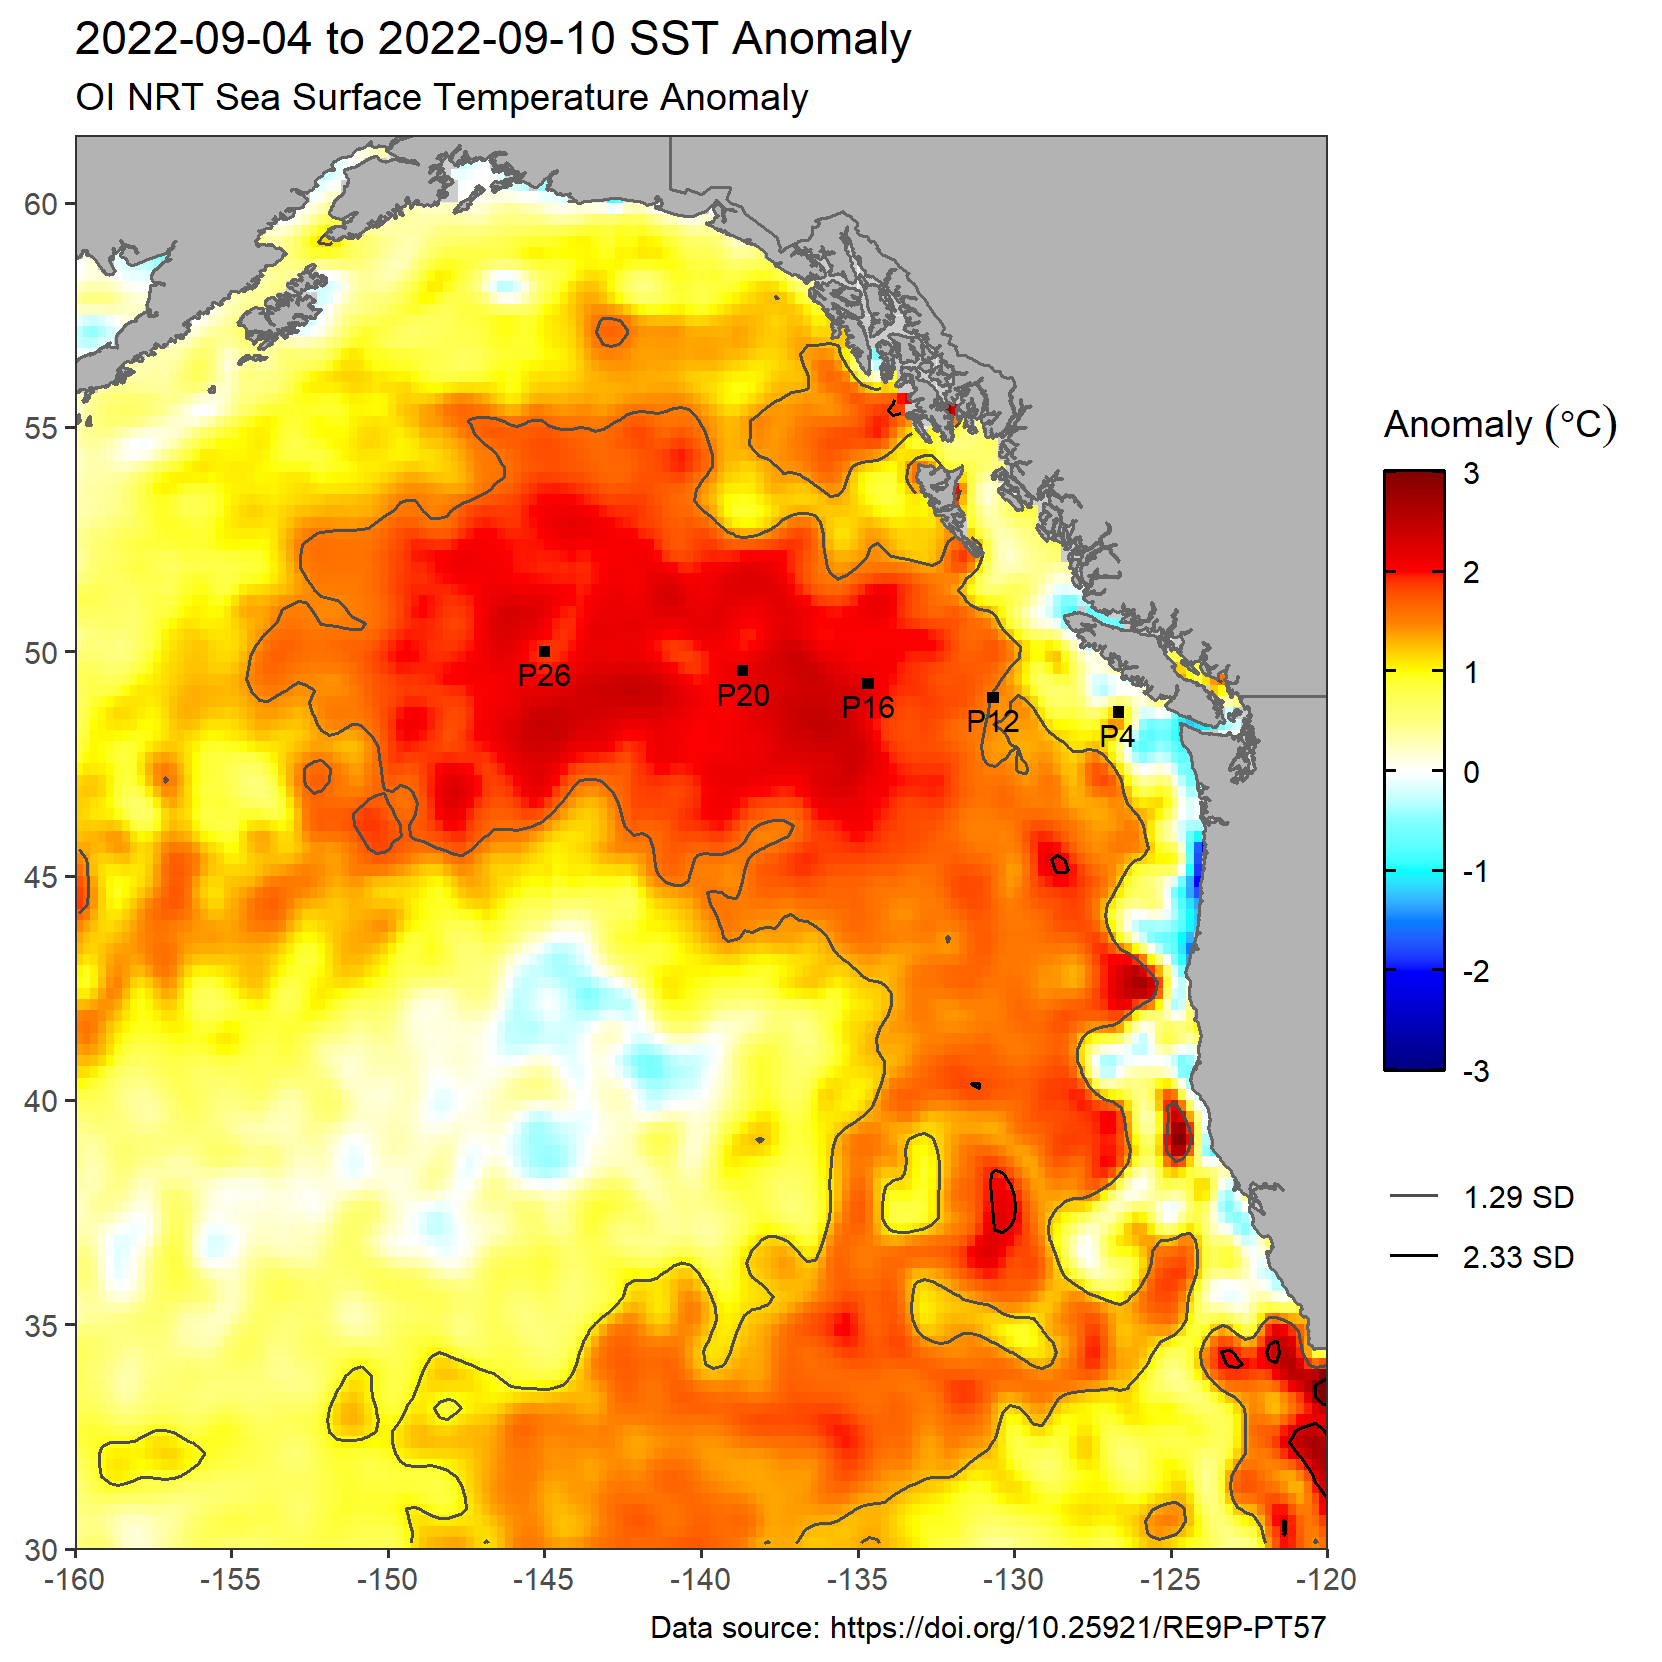 2022-09-04 to 2022-09-10 SST Anomaly
OI NRT Sea Surface Temperature Anomaly
60
55
50
45
40
35
30
-160
-155
-150
-145
-140
-135
-130
-125
-120
P26
P20
P16
P12
P4
Anomaly (°C)
3
2
1
0
-1
-2
-3
1.29 SD
2.33 SD
Data source: https://doi.org/10.25921/RE9P-PT57